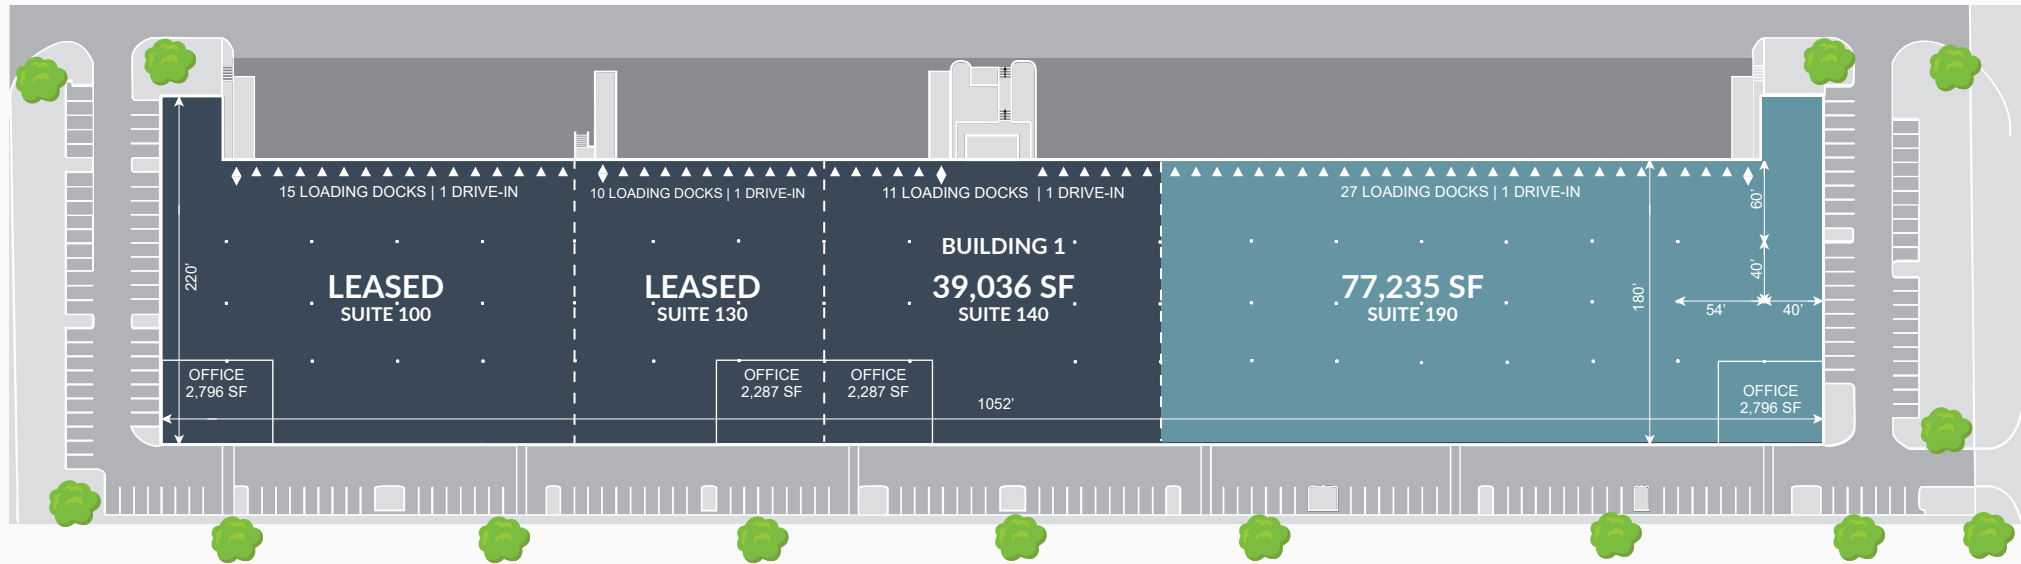 15 LOADING DOCKS | 1 DRIVE-IN
10 LOADING DOCKS | 1 DRIVE-IN
11 LOADING DOCKS | 1 DRIVE-IN
27 LOADING DOCKS | 1 DRIVE-IN
60'
BUILDING 1
220'
LEASED
SUITE 100
LEASED
SUITE 130
39,036 SF
SUITE 140
77,235 SF
SUITE 190
180'
40'
54'
40'
OFFICE
2,796 SF
OFFICE
2,287 SF
OFFICE
2,287 SF
1052'
OFFICE
2,796 SF